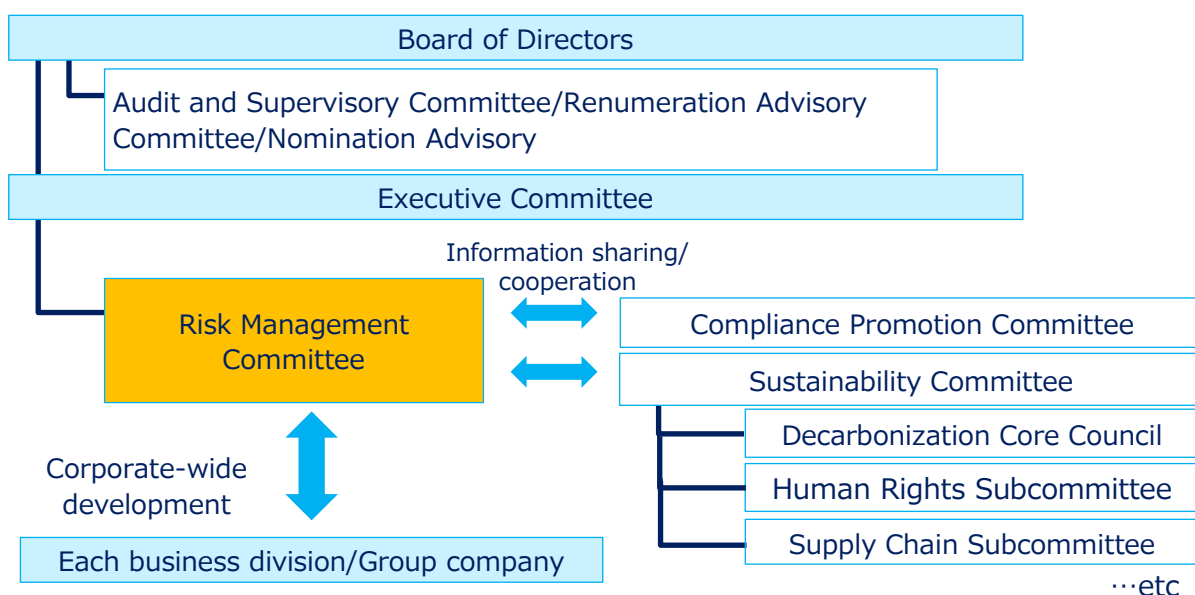 Board of Directors
Audit and Supervisory Committee/Renumeration Advisory
Committee/Nomination Advisory
Executive Committee
Information sharing/
cooperation
Risk Management
Committee
Compliance Promotion Committee
Sustainability Committee
Decarbonization Core Council
Human Rights Subcommittee
Supply Chain Subcommittee
…etc
Corporate-wide
development
Each business division/Group company